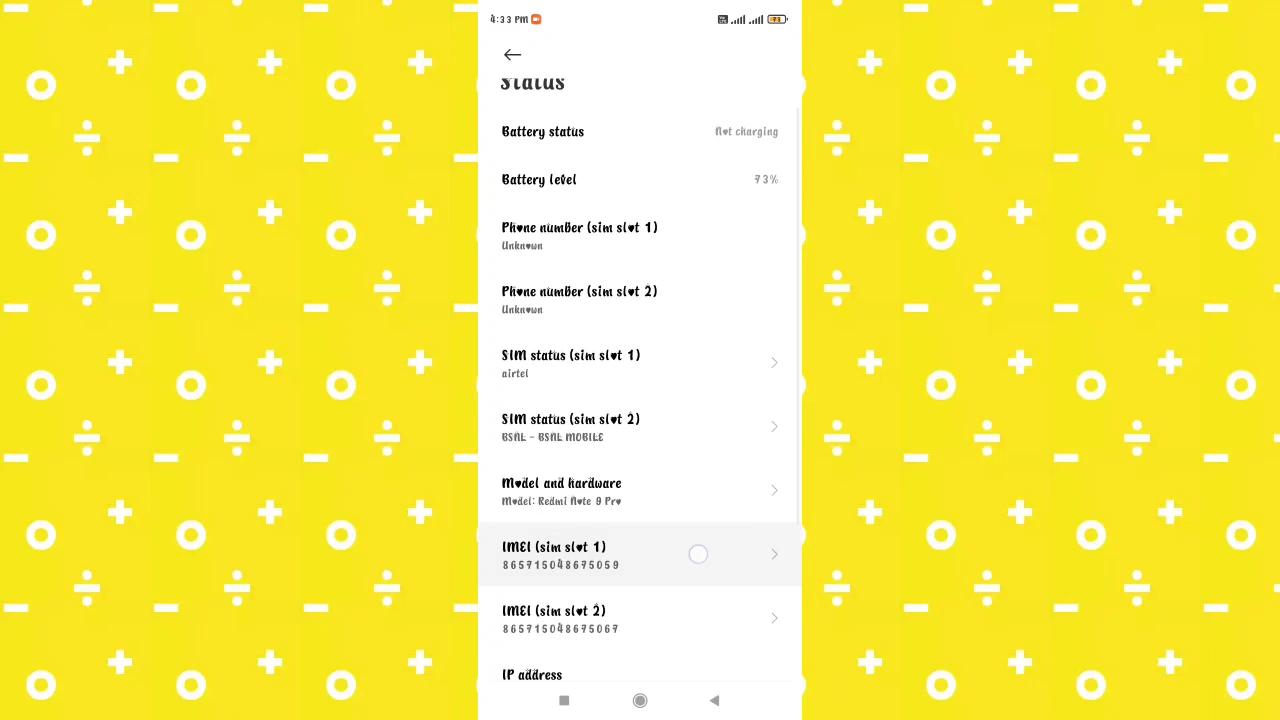 4:33 PM
73
Status
Battery status
Not charging
Battery level
73%
Phone number (sim slot 1)
Unknown
Phone number (sim slot 2)
Unknown
SIM status (sim slot 1)
airtel
SIM status (sim slot 2)
BSNL - BSNL MOBILE
Model and hardware
Model: Redmi Note 9 Pro
IMEI (sim slot 1)
865715048675059
IMEI (sim slot 2)
865715048675067
IP address